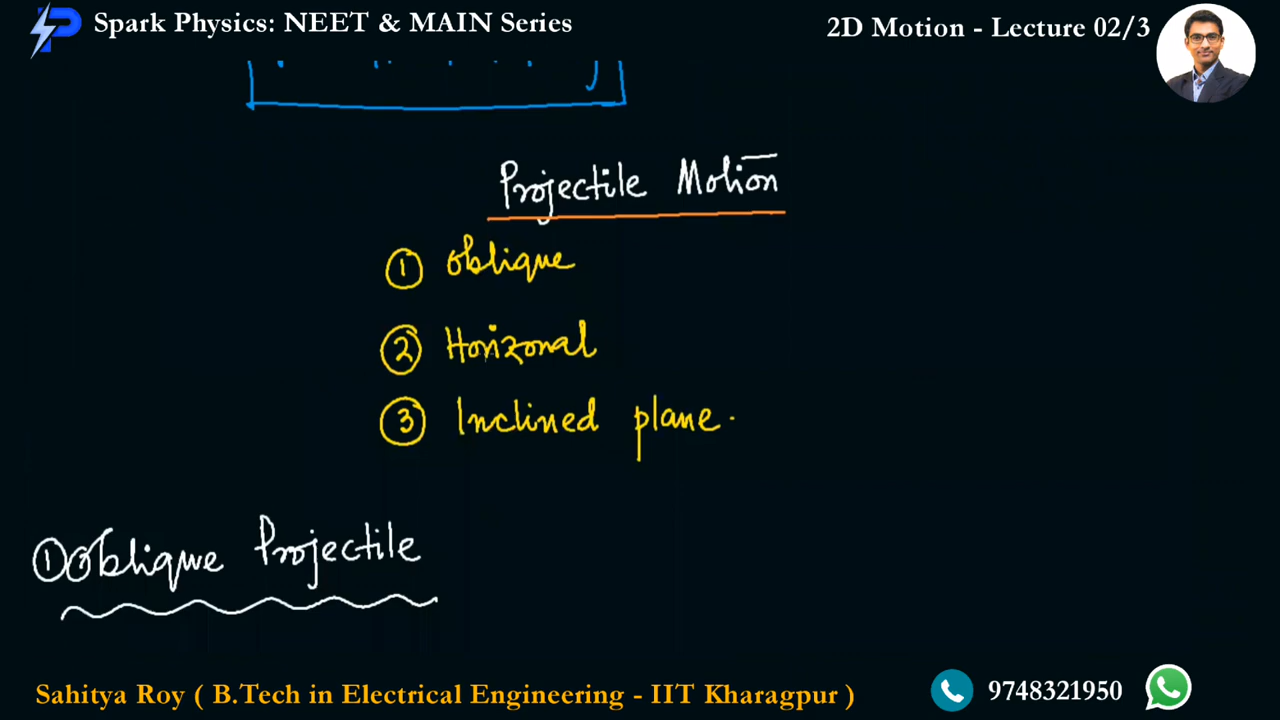 Spark Physics: NEET & MAIN Series
2D Motion - Lecture 02/3
Projectile Motion
① Oblique
② Horizonal
③ Inclined plane.
① Oblique Projectile
Sahitya Roy ( B.Tech in Electrical Engineering - IIT Kharagpur )
9748321950